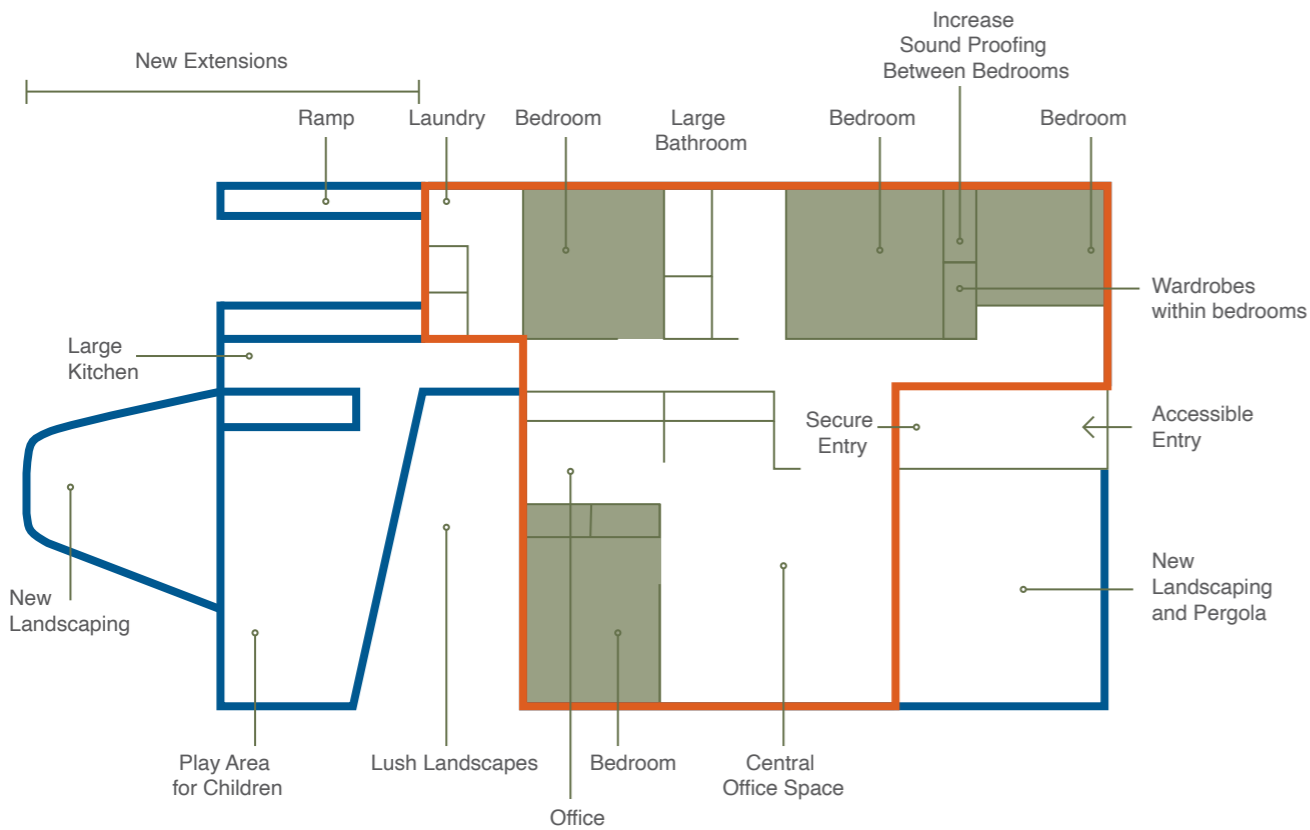 Increase
Sound Proofing
Between Bedrooms
New Extensions
Ramp
Laundry
Bedroom
Large
Bathroom
Bedroom
Bedroom
Wardrobes
within bedrooms
Large
Kitchen
Secure
Entry
Accessible
Entry
New
Landscaping
New
Landscaping
and Pergola
Play Area
for Children
Lush Landscapes
Bedroom
Central
Office Space
Office